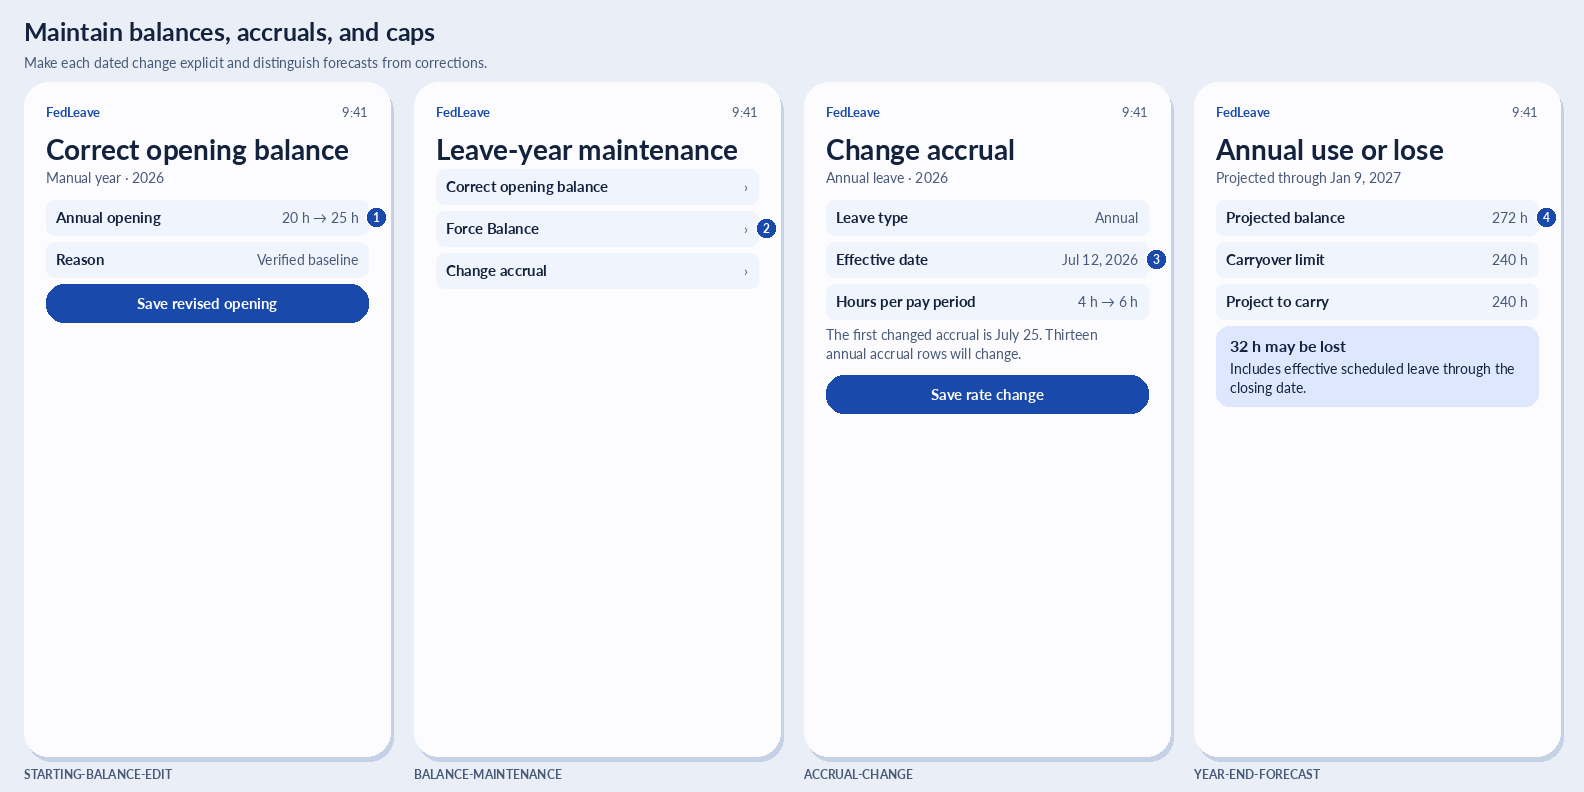 Maintain balances, accruals, and caps
Make each dated change explicit and distinguish forecasts from corrections.
FedLeave 9:41
Correct opening balance
Manual year · 2026
Annual opening 20 h → 25 h 1
Reason Verified baseline
Save revised opening
STARTING-BALANCE-EDIT
FedLeave 9:41
Leave-year maintenance
Correct opening balance ›
Force Balance › 2
Change accrual ›
BALANCE-MAINTENANCE
FedLeave 9:41
Change accrual
Annual leave · 2026
Leave type Annual
Effective date Jul 12, 2026 3
Hours per pay period 4 h → 6 h
The first changed accrual is July 25. Thirteen
annual accrual rows will change.
Save rate change
ACCRUAL-CHANGE
FedLeave 9:41
Annual use or lose
Projected through Jan 9, 2027
Projected balance 272 h 4
Carryover limit 240 h
Project to carry 240 h
32 h may be lost
Includes effective scheduled leave through the
closing date.
YEAR-END-FORECAST